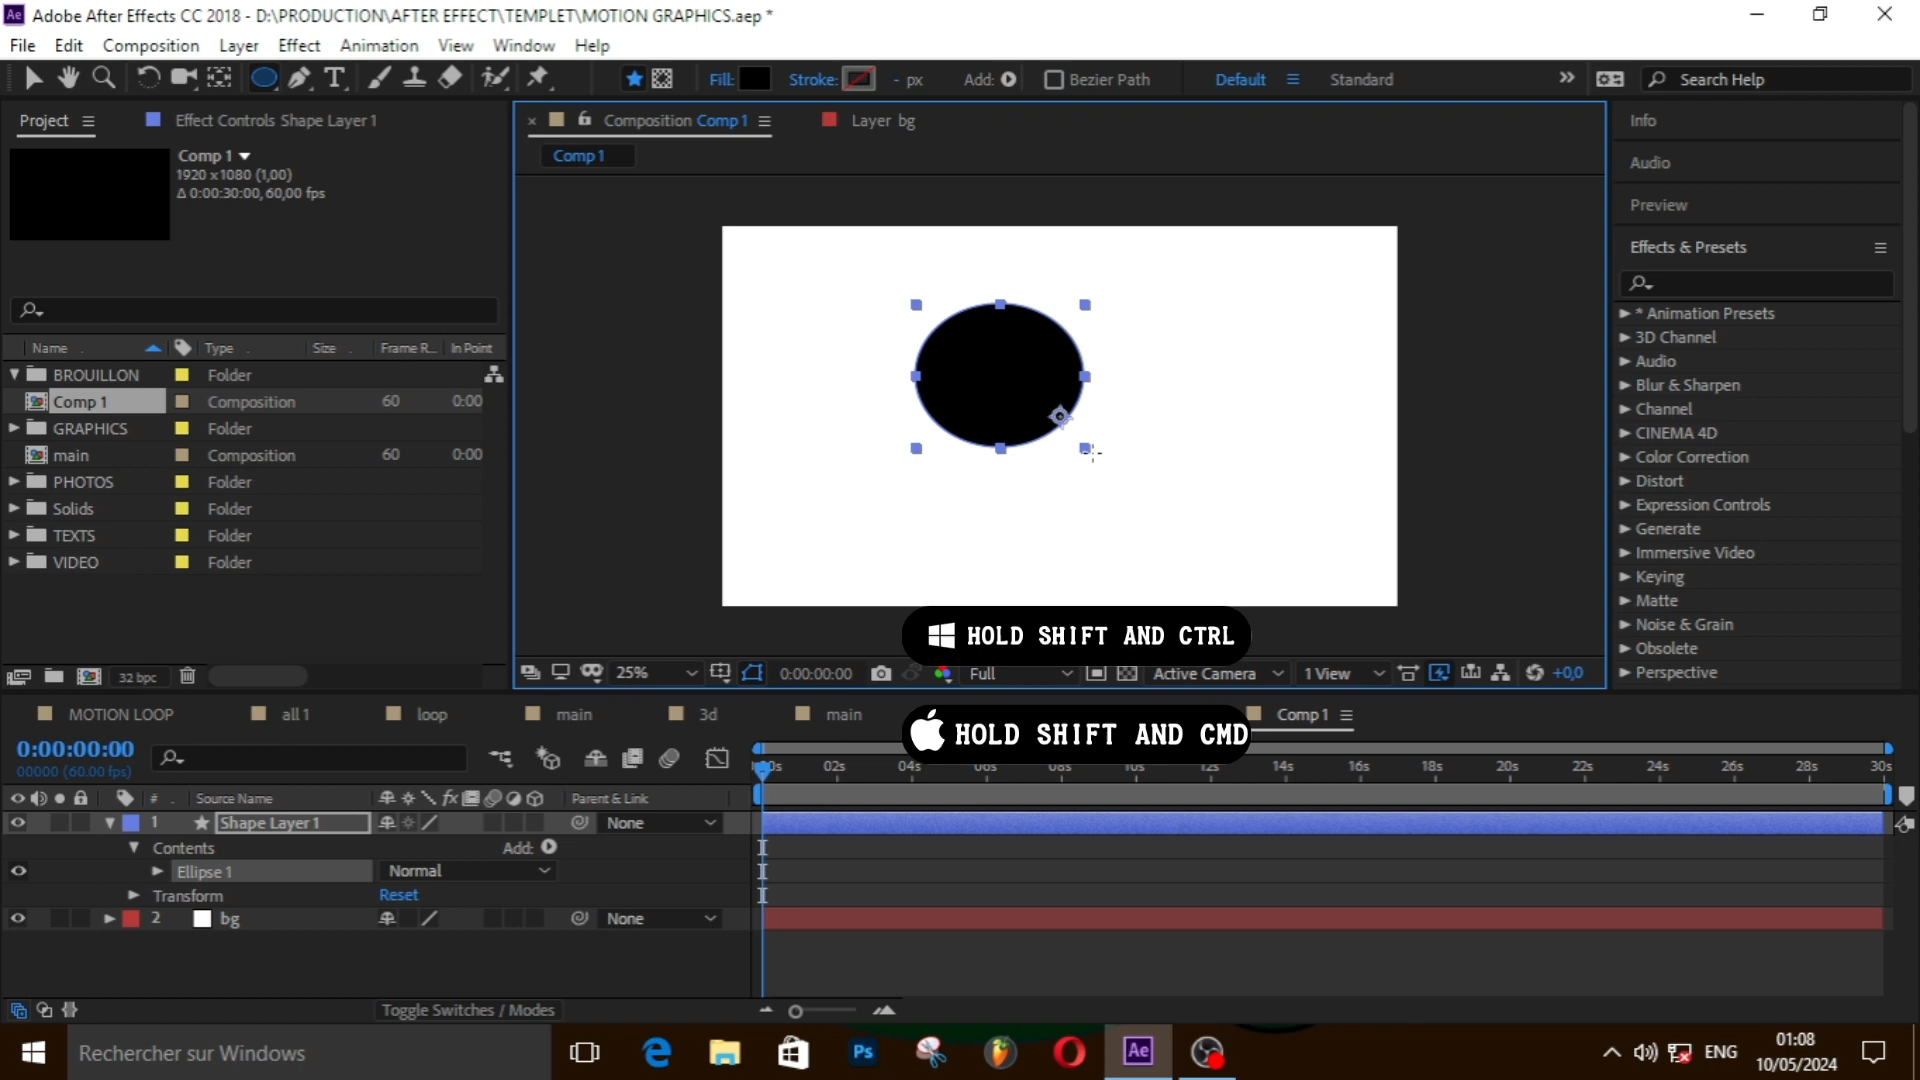 Adobe After Effects CC 2018 - D:\PRODUCTION\AFTER EFFECT\TEMPLET\MOTION GRAPHICS.aep *
File Edit Composition Layer Effect Animation View Window Help
Fill: Stroke: - px Add: Bezier Path Default Standard Search Help
Project Effect Controls Shape Layer 1
Composition Comp 1 Layer bg
Comp 1
Comp 1
1920 x1080 (1,00)
Δ 0:00:30:00, 60,00 fps
Name Type Size Frame R... In Point
BROUILLON Folder
Comp 1 Composition 60 0:00
GRAPHICS Folder
main Composition 60 0:00
PHOTOS Folder
Solids Folder
TEXTS Folder
VIDEO Folder
32 bpc
Info
Audio
Preview
Effects & Presets
* Animation Presets
3D Channel
Audio
Blur & Sharpen
Channel
CINEMA 4D
Color Correction
Distort
Expression Controls
Generate
Immersive Video
Keying
Matte
Noise & Grain
Obsolete
Perspective
HOLD SHIFT AND CTRL
25% 0:00:00:00 Full Active Camera 1 View +0,0
HOLD SHIFT AND CMD
MOTION LOOP all 1 loop main 3d main Comp 1
0:00:00:00
00000 (60.00 fps)
02s 04s 06s 08s 10s 12s 14s 16s 18s 20s 22s 24s 26s 28s 30s
# Source Name fx Parent & Link
1 Shape Layer 1 None
Contents Add:
Ellipse 1 Normal
Transform Reset
2 bg None
Toggle Switches / Modes
Rechercher sur Windows
Ps
Ae
ENG
01:08
10/05/2024